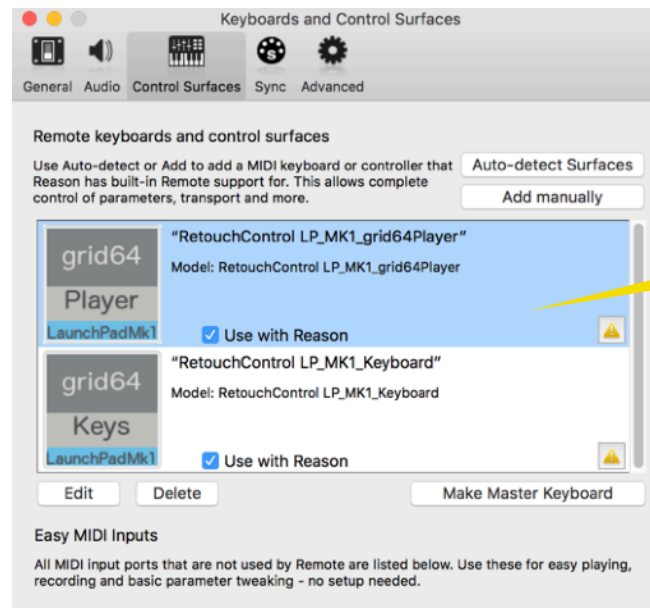 Keyboards and Control Surfaces
General Audio Control Surfaces Sync Advanced
Remote keyboards and control surfaces
Use Auto-detect or Add to add a MIDI keyboard or controller that
Reason has built-in Remote support for. This allows complete
control of parameters, transport and more.
Auto-detect Surfaces
Add manually
grid64
Player
LaunchPadMk1
“RetouchControl LP_MK1_grid64Player”
Model: RetouchControl LP_MK1_grid64Player
Use with Reason
grid64
Keys
LaunchPadMk1
“RetouchControl LP_MK1_Keyboard”
Model: RetouchControl LP_MK1_Keyboard
Use with Reason
Edit Delete Make Master Keyboard
Easy MIDI Inputs
All MIDI input ports that are not used by Remote are listed below. Use these for easy playing,
recording and basic parameter tweaking - no setup needed.